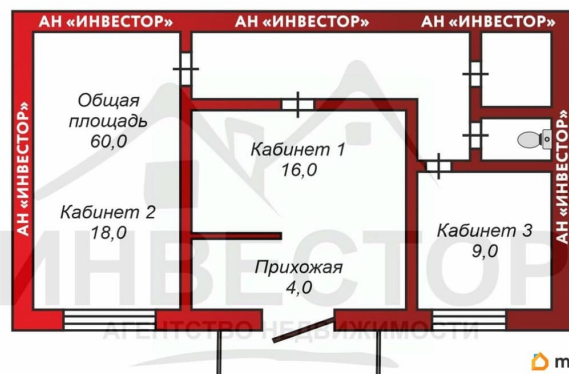 АН «ИНВЕСТОР» АН «ИНВЕСТОР» АН «ИНВЕСТОР»
АН «ИНВЕСТОР»
Общая
площадь
60,0
Кабинет 2
18,0
Кабинет 1
16,0
Прихожая
4,0
Кабинет 3
9,0
АН «ИНВЕСТОР»
ИНВЕСТОР
АГЕНТСТВО НЕДВИЖИМОСТИ
m